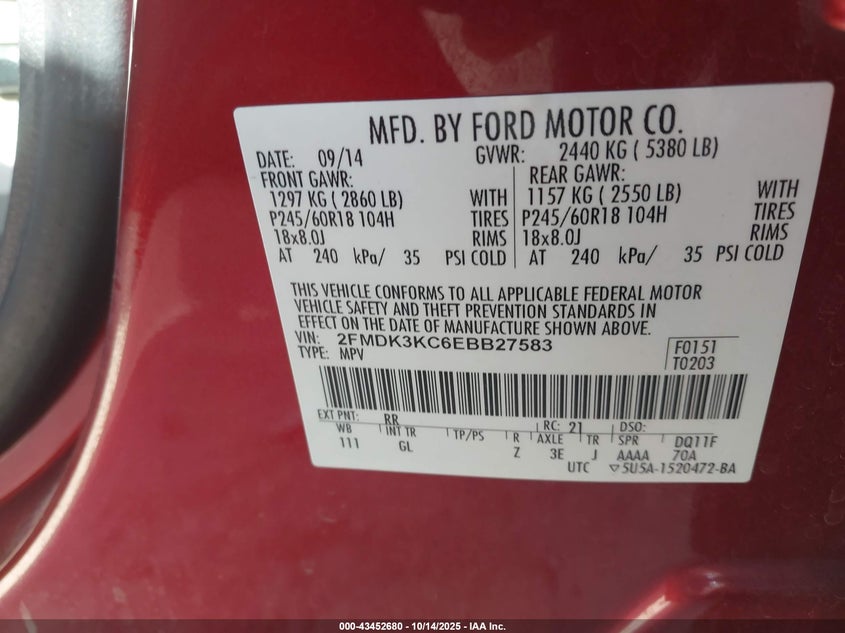 MFD. BY FORD MOTOR CO.
DATE: 09/14 GVWR: 2440 KG ( 5380 LB)
FRONT GAWR: REAR GAWR:
1297 KG ( 2860 LB) WITH 1157 KG ( 2550 LB) WITH
P245/60R18 104H TIRES P245/60R18 104H TIRES
18x8.0J RIMS 18x8.0J RIMS
AT 240 kPa/ 35 PSI COLD AT 240 kPa/ 35 PSI COLD
THIS VEHICLE CONFORMS TO ALL APPLICABLE FEDERAL MOTOR
VEHICLE SAFETY AND THEFT PREVENTION STANDARDS IN
EFFECT ON THE DATE OF MANUFACTURE SHOWN ABOVE.
VIN: 2FMDK3KC6EBB27583 F0151
TYPE: MPV T0203
EXT PNT: RR RC: 21 DSO:
WB INT TR TP/PS R AXLE TR SPR DQ11F
111 GL Z 3E J AAAA 70A
UTC ▽5U5A-1520472-BA
000-43452680 - 10/14/2025 - IAA Inc.